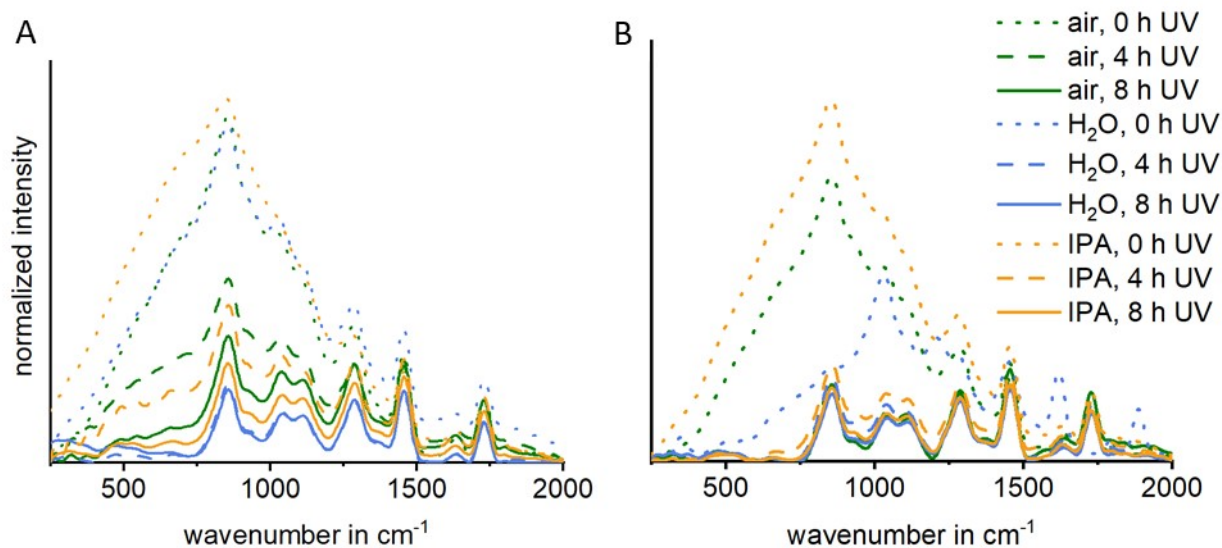 A
normalized intensity
500
1000
1500
2000
wavenumber in cm⁻¹
B
500
1000
1500
2000
wavenumber in cm⁻¹
air, 0 h UV
air, 4 h UV
air, 8 h UV
H₂O, 0 h UV
H₂O, 4 h UV
H₂O, 8 h UV
IPA, 0 h UV
IPA, 4 h UV
IPA, 8 h UV